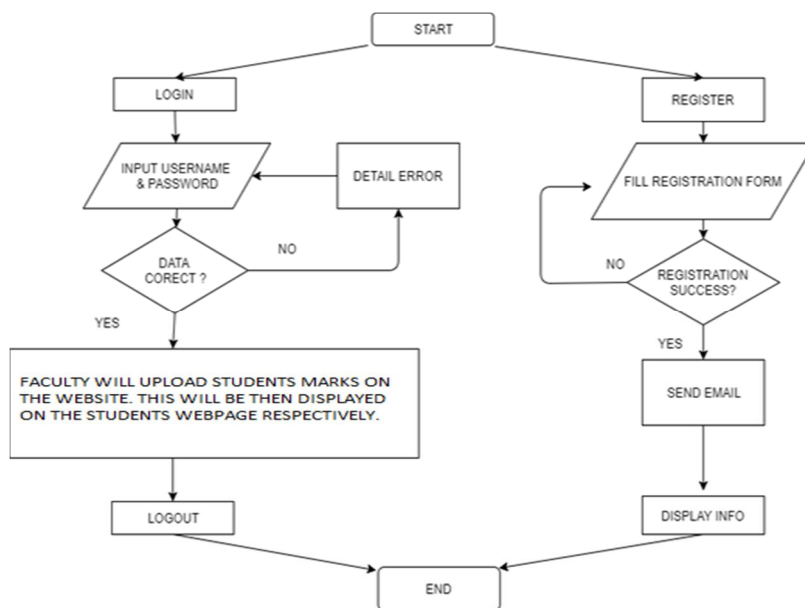 START
LOGIN
REGISTER
INPUT USERNAME
& PASSWORD
DETAIL ERROR
FILL REGISTRATION FORM
DATA
CORECT ?
NO
NO
REGISTRATION
SUCCESS?
YES
YES
FACULTY WILL UPLOAD STUDENTS MARKS ON
THE WEBSITE. THIS WILL BE THEN DISPLAYED
ON THE STUDENTS WEBPAGE RESPECTIVELY.
SEND EMAIL
LOGOUT
DISPLAY INFO
END